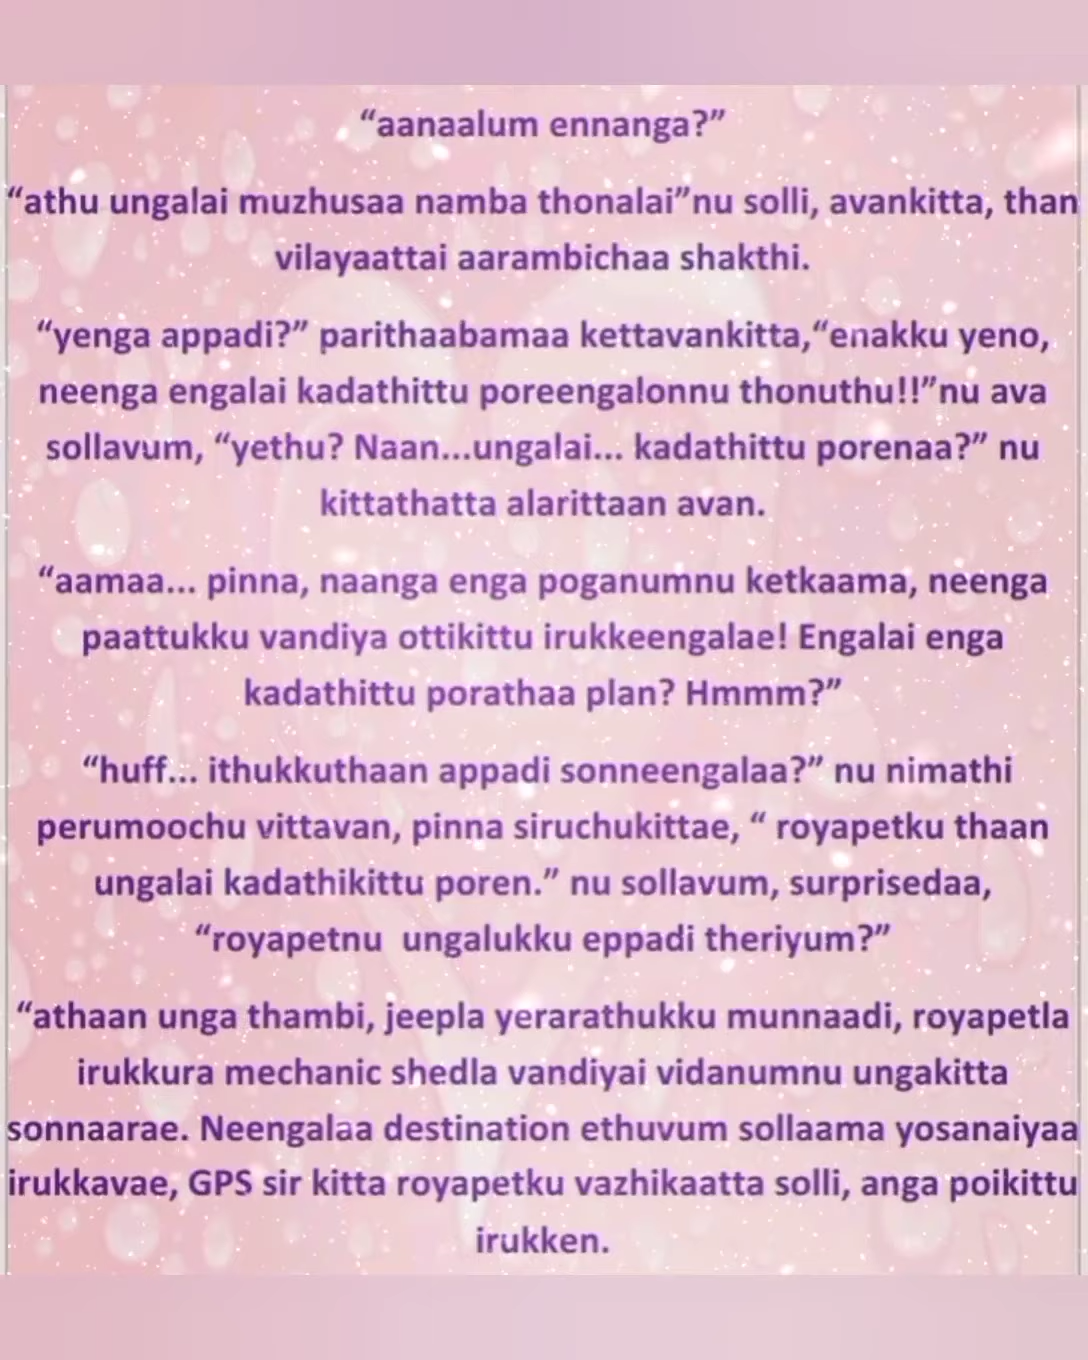 “aanaalum ennanga?”
“athu ungalai muzhusaa namba thonalai”nu solli, avankitta, than
vilayaattai aarambichaa shakthi.
“yenga appadi?” parithaabamaa kettavankitta,“enakku yeno,
neenga engalai kadathittu poreengalonnu thonuthu!!”nu ava
sollavum, “yethu? Naan...ungalai... kadathittu porenaa?” nu
kittathatta alarittaan avan.
“aamaa... pinna, naanga enga poganumnu ketkaama, neenga
paattukku vandiya ottikittu irukkeengalae! Engalai enga
kadathittu porathaa plan? Hmmm?”
“huff... ithukkuthaan appadi sonneengalaa?” nu nimathi
perumoochu vittavan, pinna siruchukittae, “ royapetku thaan
ungalai kadathikittu poren.” nu sollavum, surprisedaa,
“royapetnu  ungalukku eppadi theriyum?”
“athaan unga thambi, jeepla yerarathukku munnaadi, royapetla
irukkura mechanic shedla vandiyai vidanumnu ungakitta
sonnaarae. Neengalaa destination ethuvum sollaama yosanaiyaa
irukkavae, GPS sir kitta royapetku vazhikaatta solli, anga poikittu
irukken.